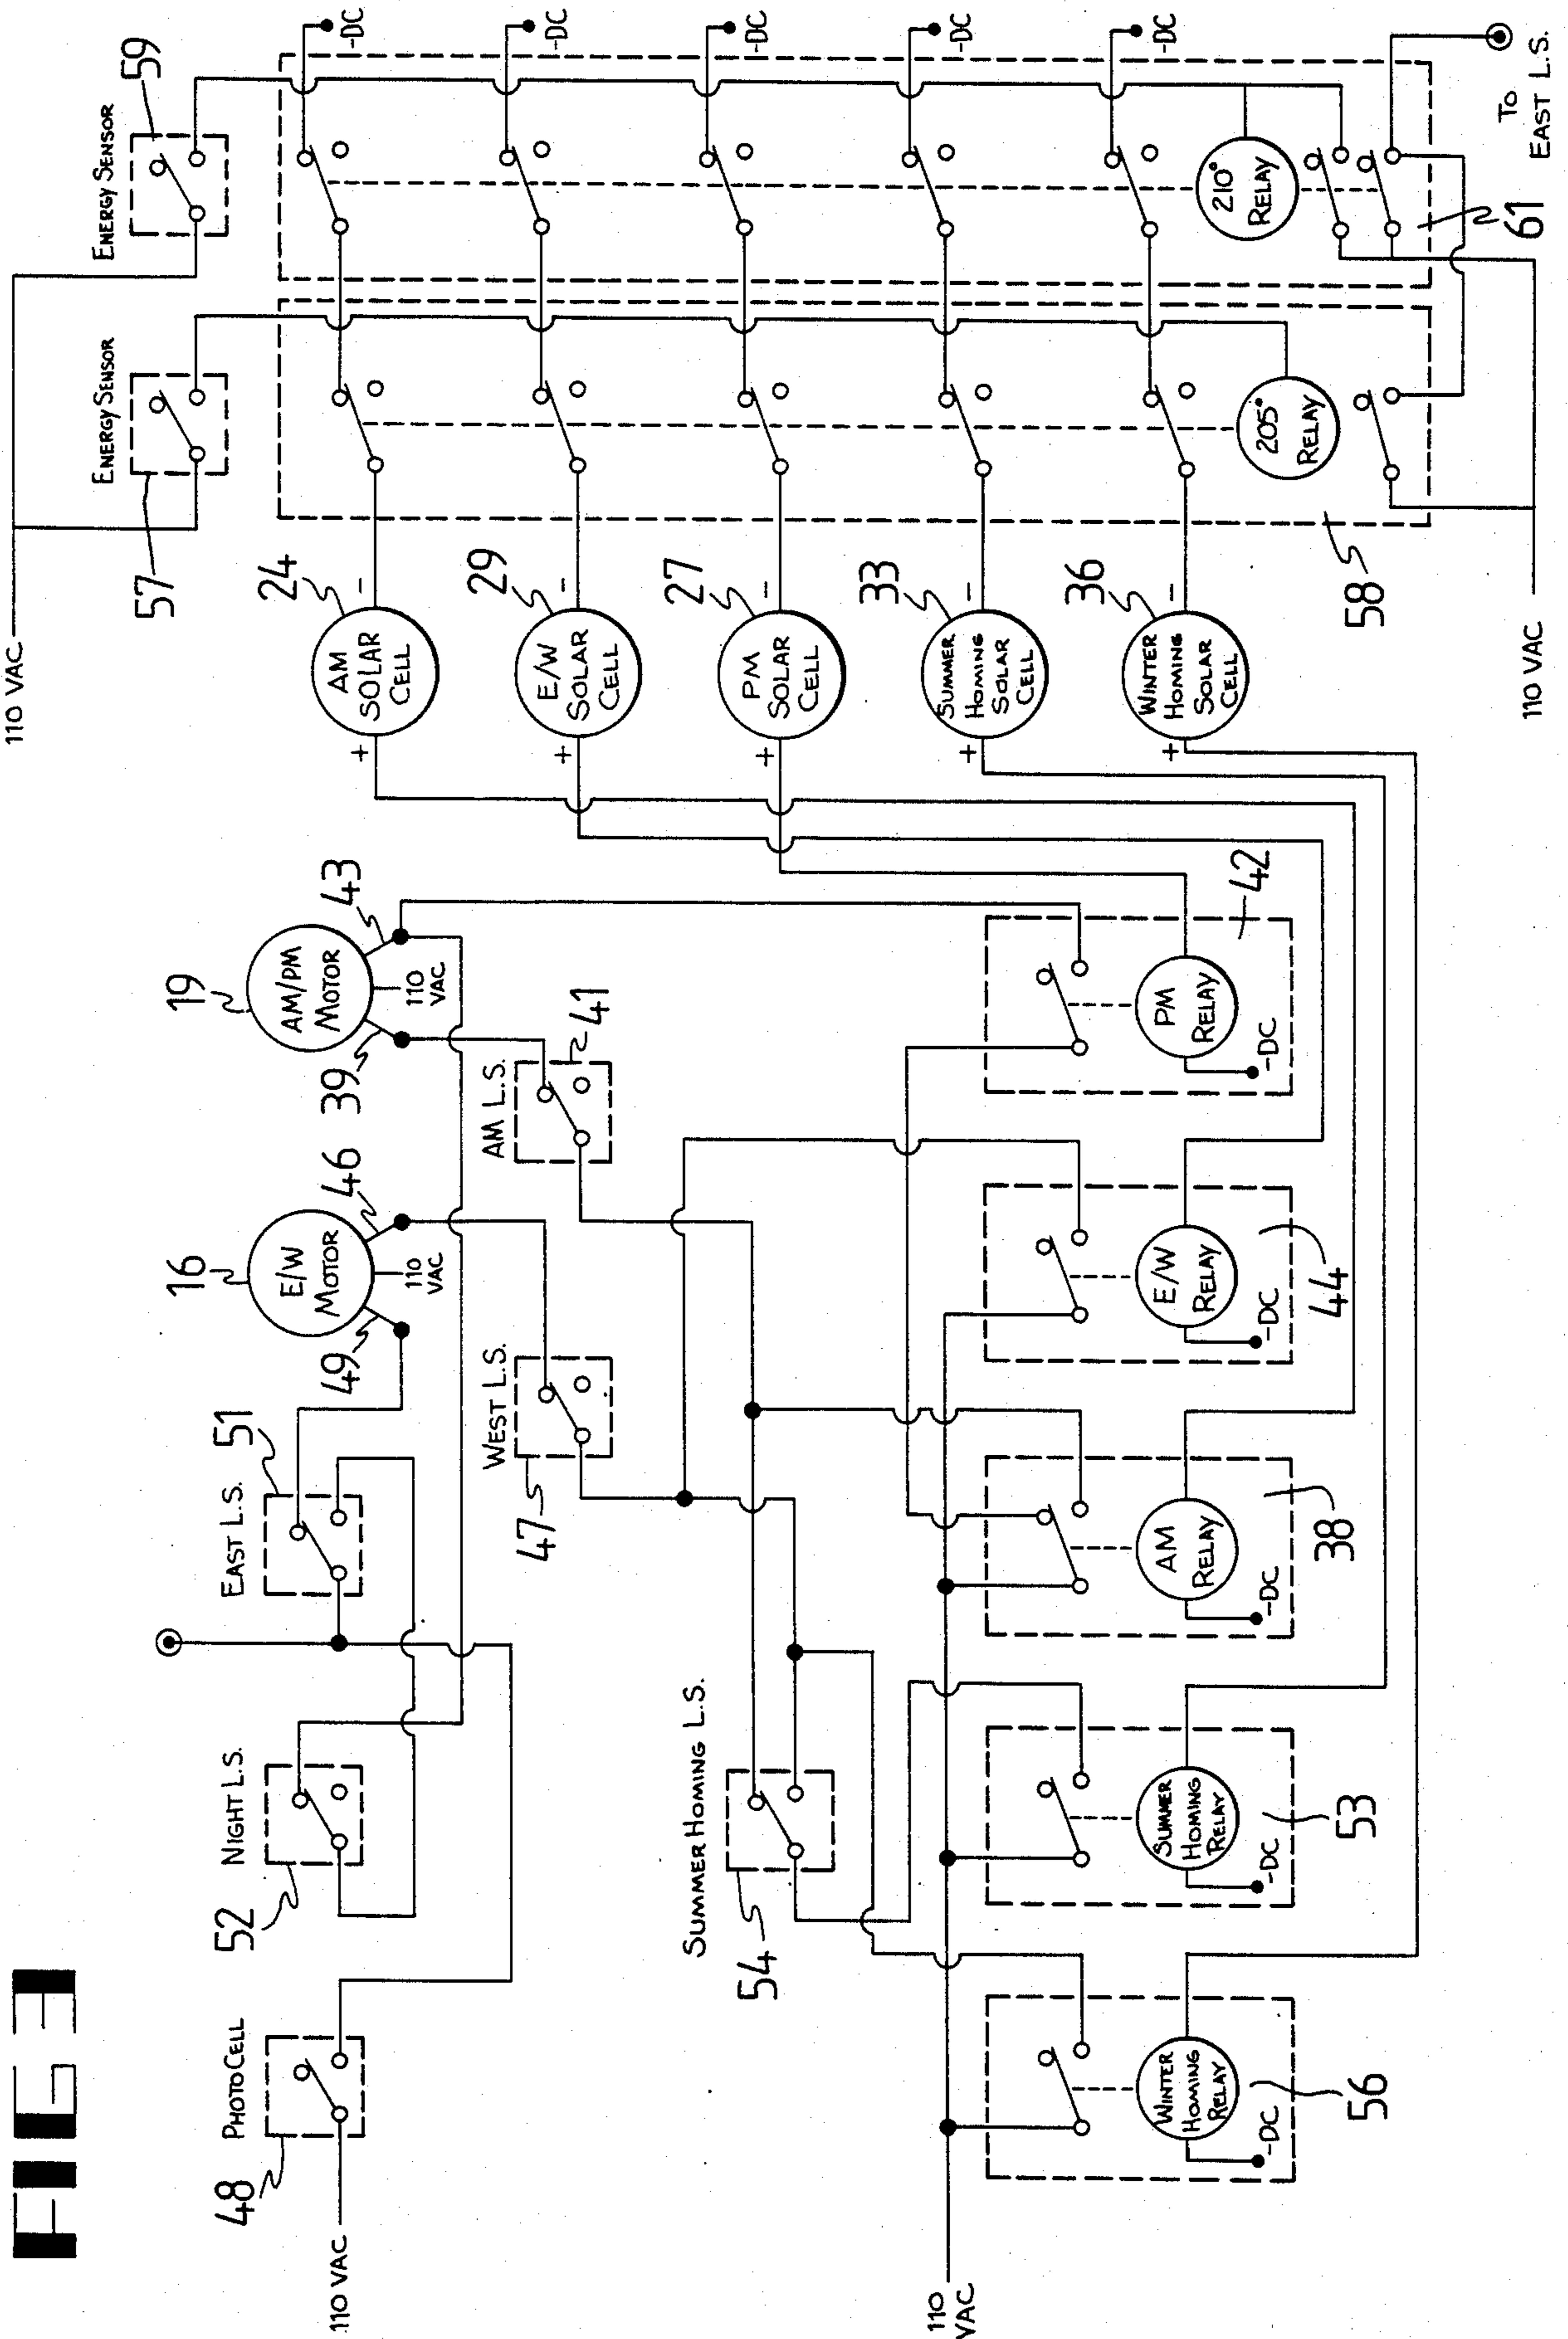 FIG 3
110 VAC
48
PHOTOCELL
52
NIGHT L.S.
EAST L.S.
51
49
16
E/W
MOTOR
46
110
VAC
39
19
AM/PM
MOTOR
43
110
VAC
WEST L.S.
47
AM L.S.
41
SUMMER HOMING L.S.
54
110
VAC
WINTER
HOMING
RELAY
-DC
56
SUMMER
HOMING
RELAY
-DC
53
AM
RELAY
-DC
38
E/W
RELAY
-DC
44
PM
RELAY
-DC
42
110 VAC
57
ENERGY SENSOR
ENERGY SENSOR
59
24
AM
SOLAR
CELL
+
-
-DC
29
E/W
SOLAR
CELL
+
-
-DC
27
PM
SOLAR
CELL
+
-
-DC
33
SUMMER
HOMING
SOLAR
CELL
+
-
-DC
36
WINTER
HOMING
SOLAR
CELL
+
-
-DC
205°
RELAY
58
210°
RELAY
61
110 VAC
TO
EAST L.S.